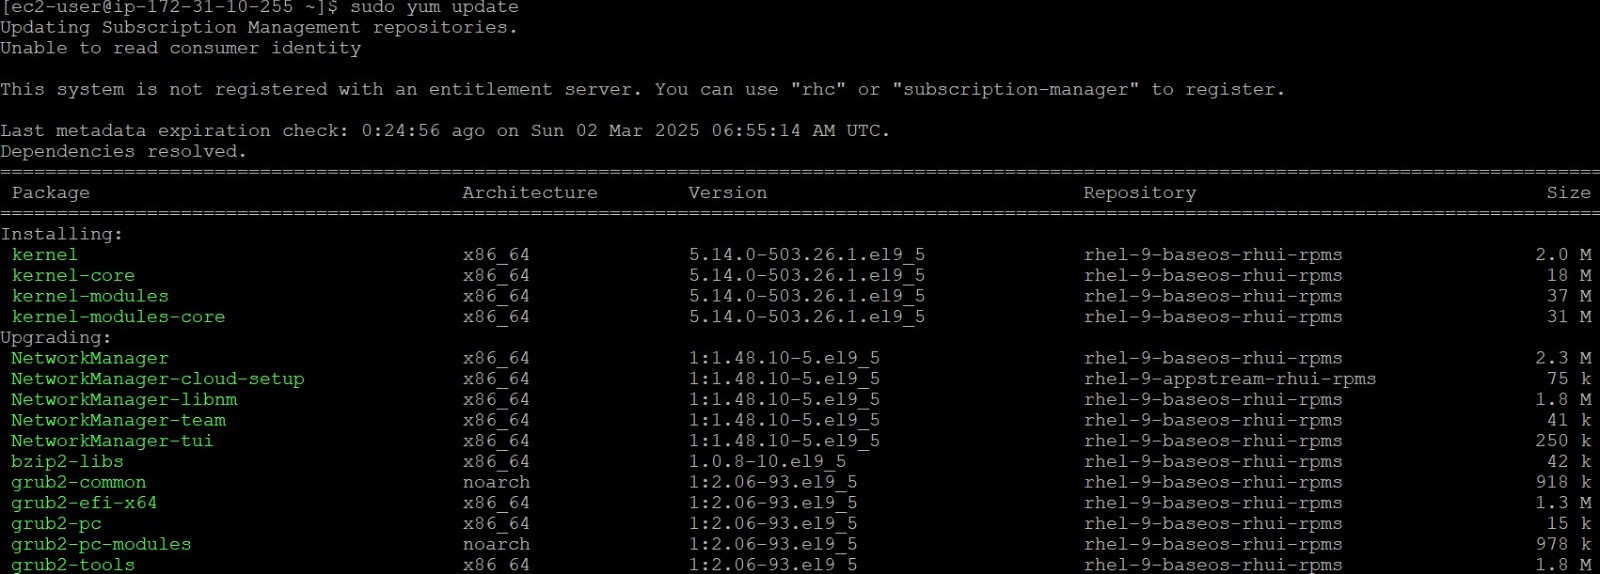 [ec2-user@ip-172-31-10-255 ~]$ sudo yum update
Updating Subscription Management repositories.
Unable to read consumer identity
This system is not registered with an entitlement server. You can use "rhc" or "subscription-manager" to register.
Last metadata expiration check: 0:24:56 ago on Sun 02 Mar 2025 06:55:14 AM UTC.
Dependencies resolved.
Package Architecture Version Repository Size
Installing:
kernel x86_64 5.14.0-503.26.1.el9_5 rhel-9-baseos-rhui-rpms 2.0 M
kernel-core x86_64 5.14.0-503.26.1.el9_5 rhel-9-baseos-rhui-rpms 18 M
kernel-modules x86_64 5.14.0-503.26.1.el9_5 rhel-9-baseos-rhui-rpms 37 M
kernel-modules-core x86_64 5.14.0-503.26.1.el9_5 rhel-9-baseos-rhui-rpms 31 M
Upgrading:
NetworkManager x86_64 1:1.48.10-5.el9_5 rhel-9-baseos-rhui-rpms 2.3 M
NetworkManager-cloud-setup x86_64 1:1.48.10-5.el9_5 rhel-9-appstream-rhui-rpms 75 k
NetworkManager-libnm x86_64 1:1.48.10-5.el9_5 rhel-9-baseos-rhui-rpms 1.8 M
NetworkManager-team x86_64 1:1.48.10-5.el9_5 rhel-9-baseos-rhui-rpms 41 k
NetworkManager-tui x86_64 1:1.48.10-5.el9_5 rhel-9-baseos-rhui-rpms 250 k
bzip2-libs x86_64 1.0.8-10.el9_5 rhel-9-baseos-rhui-rpms 42 k
grub2-common noarch 1:2.06-93.el9_5 rhel-9-baseos-rhui-rpms 918 k
grub2-efi-x64 x86_64 1:2.06-93.el9_5 rhel-9-baseos-rhui-rpms 1.3 M
grub2-pc x86_64 1:2.06-93.el9_5 rhel-9-baseos-rhui-rpms 15 k
grub2-pc-modules noarch 1:2.06-93.el9_5 rhel-9-baseos-rhui-rpms 978 k
grub2-tools x86_64 1:2.06-93.el9_5 rhel-9-baseos-rhui-rpms 1.8 M